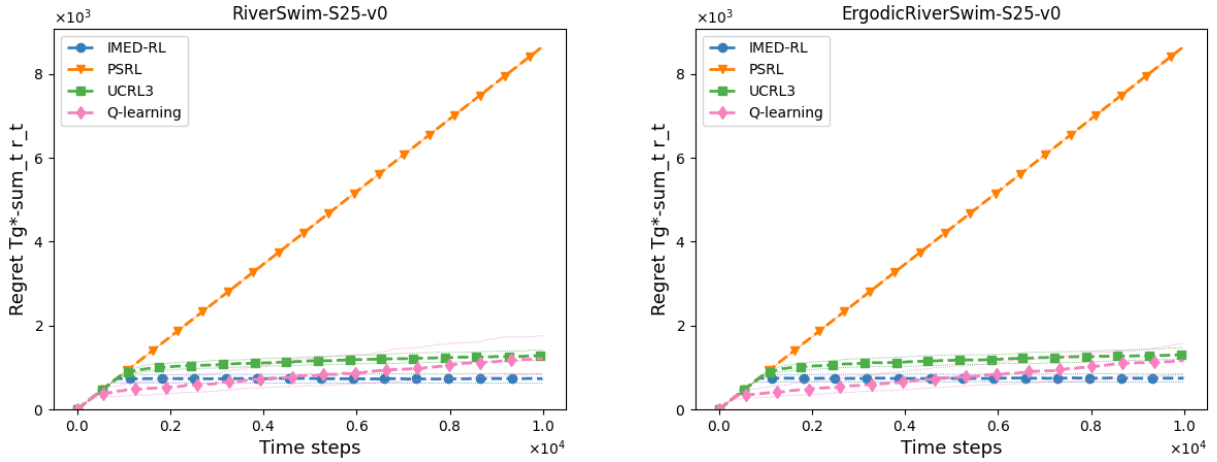 RiverSwim-S25-v0
×10³
IMED-RL
PSRL
UCRL3
Q-learning
Regret Tg*-sum_t r_t
8
6
4
2
0
0.0
0.2
0.4
0.6
0.8
1.0
×10⁴
Time steps
ErgodicRiverSwim-S25-v0
×10³
IMED-RL
PSRL
UCRL3
Q-learning
Regret Tg*-sum_t r_t
8
6
4
2
0
0.0
0.2
0.4
0.6
0.8
1.0
×10⁴
Time steps